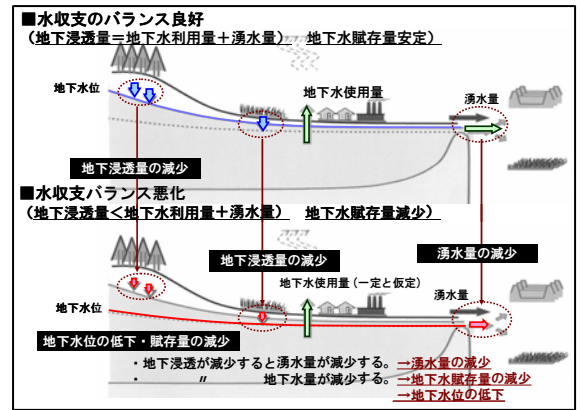 ■水収支のバランス良好
（地下浸透量＝地下水利用量＋湧水量） 地下水賦存量安定）
地下水位
地下水使用量
湧水量
地下浸透量の減少
■水収支バランス悪化
（地下浸透量＜地下水利用量＋湧水量） 地下水賦存量減少）
地下浸透量の減少
湧水量の減少
地下水使用量（一定と仮定）
湧水量
地下水位
地下水位の低下・賦存量の減少
・地下浸透が減少すると湧水量が減少する。→湧水量の減少
・ 〃 地下水量が減少する。→地下水賦存量の減少
→地下水位の低下